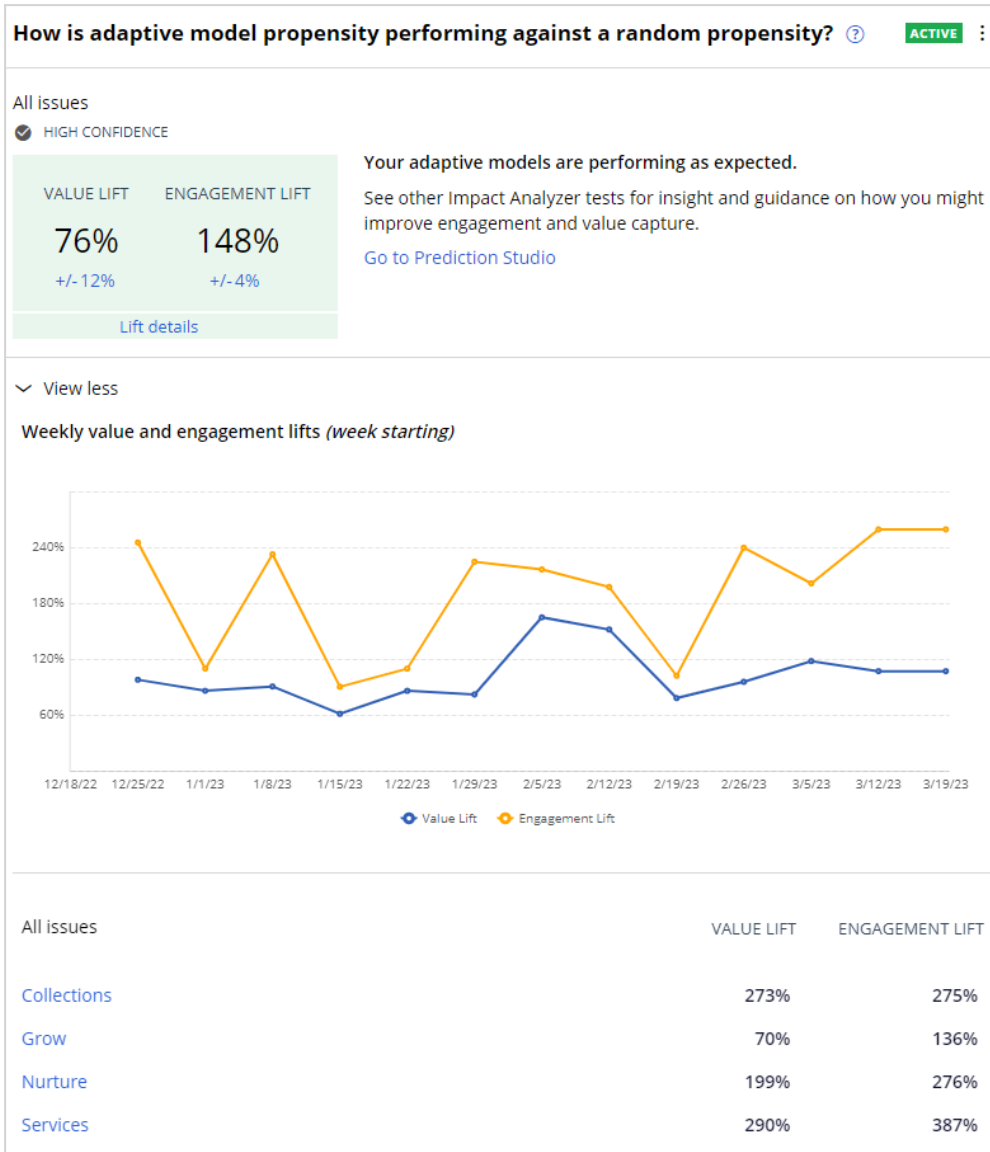 How is adaptive model propensity performing against a random propensity? ? ACTIVE
All issues
HIGH CONFIDENCE
VALUE LIFT ENGAGEMENT LIFT
76% 148%
+/- 12% +/- 4%
Lift details
Your adaptive models are performing as expected.
See other Impact Analyzer tests for insight and guidance on how you might
improve engagement and value capture.
Go to Prediction Studio
View less
Weekly value and engagement lifts (week starting)
240%
180%
120%
60%
12/18/22 12/25/22 1/1/23 1/8/23 1/15/23 1/22/23 1/29/23 2/5/23 2/12/23 2/19/23 2/26/23 3/5/23 3/12/23 3/19/23
Value Lift Engagement Lift
All issues VALUE LIFT ENGAGEMENT LIFT
Collections 273% 275%
Grow 70% 136%
Nurture 199% 276%
Services 290% 387%